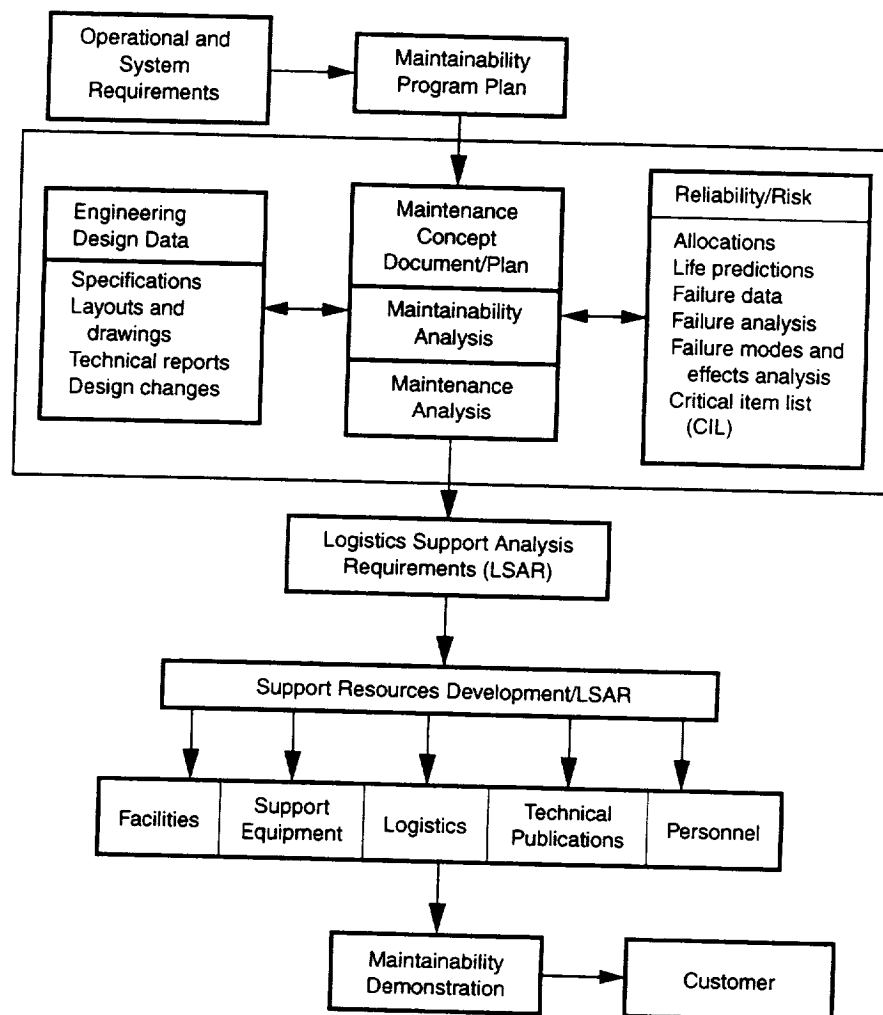 Operational and
System
Requirements
Maintainability
Program Plan
Engineering
Design Data
Specifications
Layouts and
drawings
Technical reports
Design changes
Maintenance
Concept
Document/Plan
Maintainability
Analysis
Maintenance
Analysis
Reliability/Risk
Allocations
Life predictions
Failure data
Failure analysis
Failure modes and
effects analysis
Critical item list
(CIL)
Logistics Support Analysis
Requirements (LSAR)
Support Resources Development/LSAR
Facilities
Support
Equipment
Logistics
Technical
Publications
Personnel
Maintainability
Demonstration
Customer